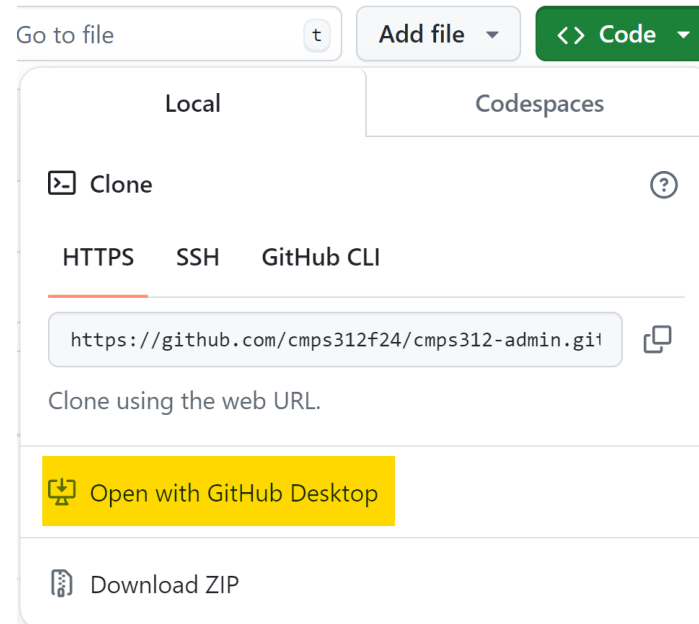 Go to file t Add file <> Code
Local Codespaces
Clone
HTTPS SSH GitHub CLI
https://github.com/cmps312f24/cmps312-admin.git
Clone using the web URL.
Open with GitHub Desktop
Download ZIP